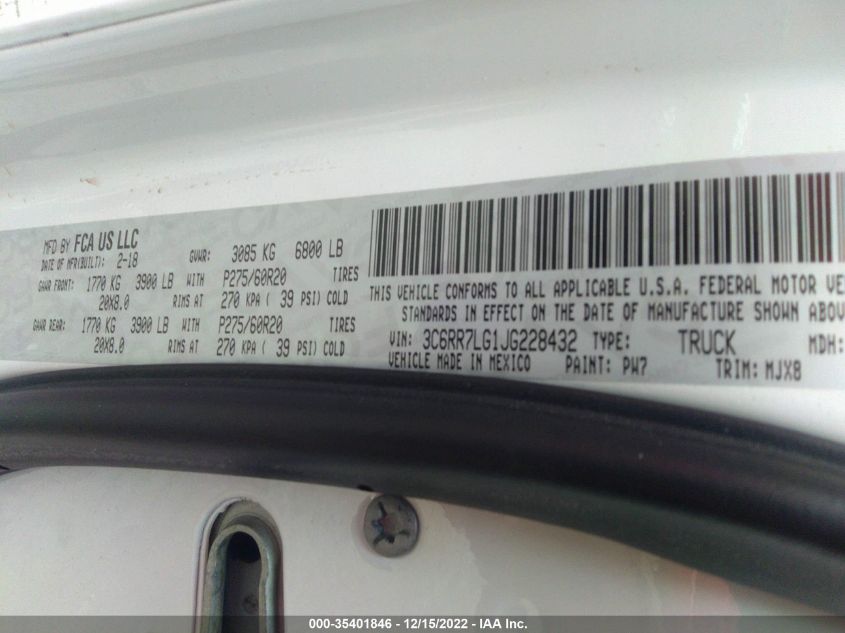 MFD BY FCA US LLC
DATE OF MFR(BUILT): 2-18 GVWR: 3085 KG 6800 LB
GAWR FRONT: 1770 KG 3900 LB WITH P275/60R20 TIRES
20X8.0 RIMS AT 270 KPA ( 39 PSI) COLD
GAWR REAR: 1770 KG 3900 LB WITH P275/60R20 TIRES
20X8.0 RIMS AT 270 KPA ( 39 PSI) COLD
THIS VEHICLE CONFORMS TO ALL APPLICABLE U.S.A. FEDERAL MOTOR VE
STANDARDS IN EFFECT ON THE DATE OF MANUFACTURE SHOWN ABOV
VIN: 3C6RR7LG1JG228432 TYPE: TRUCK MDH:
VEHICLE MADE IN MEXICO PAINT: PW7 TRIM: MJX8
000-35401846 - 12/15/2022 - IAA Inc.